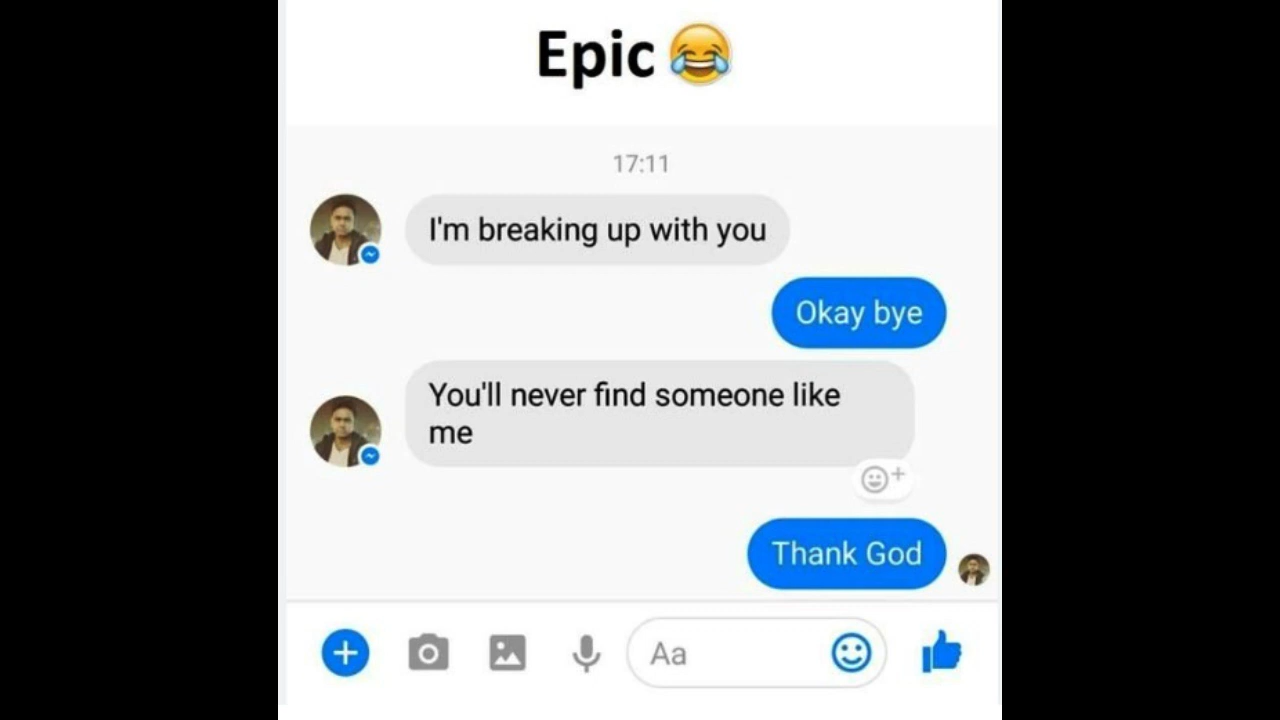 Epic 😂
17:11
I'm breaking up with you
Okay bye
You'll never find someone like
me
Thank God
Aa